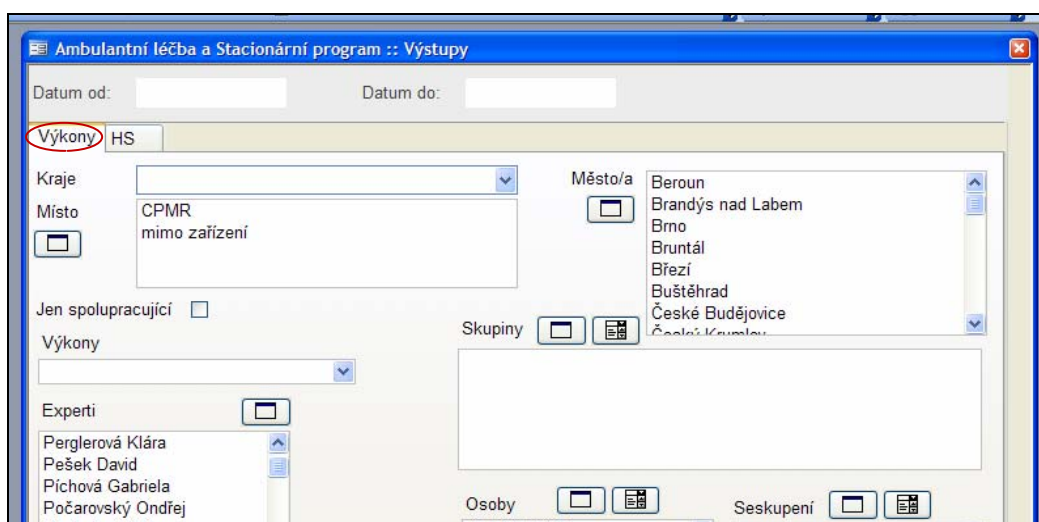 Ambulantní léčba a Stacionární program :: Výstupy
Datum od: Datum do:
Výkony HS
Kraje
Místo
CPMR
mimo zařízení
Město/a
Beroun
Brandýs nad Labem
Brno
Bruntál
Březí
Buštěhrad
České Budějovice
Český Krumlov
Jen spolupracující
Výkony
Skupiny
Experti
Perglerová Klára
Pešek David
Píchová Gabriela
Počarovský Ondřej
Osoby
Seskupení